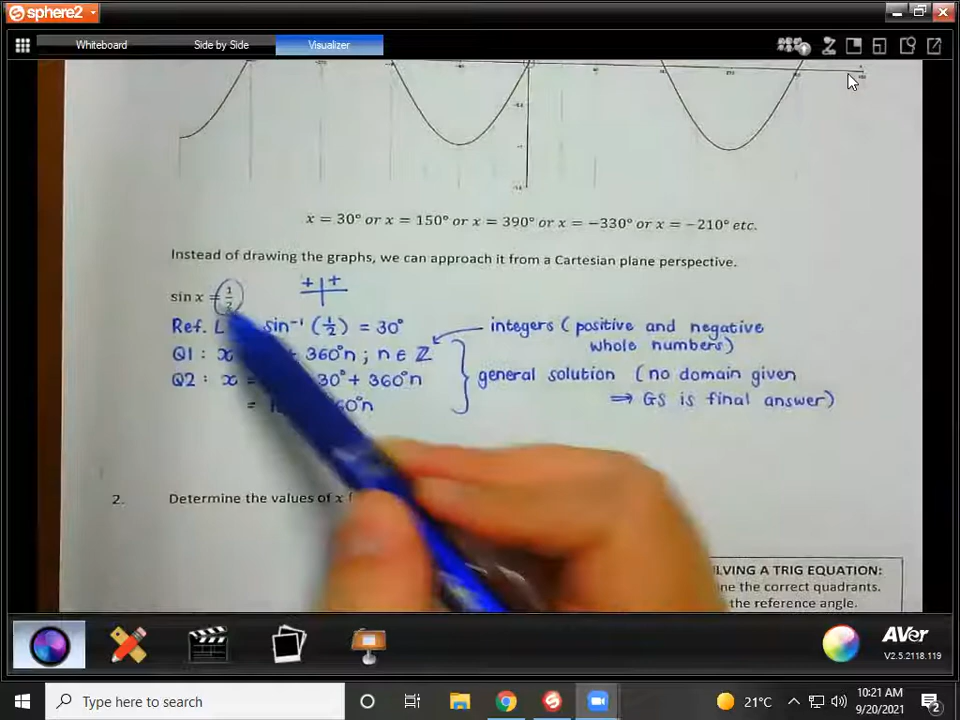 sphere2
Whiteboard
Side by Side
Visualizer
x = 30° or x = 150° or x = 390° or x = −330° or x = −210° etc.
Instead of drawing the graphs, we can approach it from a Cartesian plane perspective.
sin x = 1/2
+ +
Ref. sin⁻¹ (1/2) = 30°
integers (positive and negative
whole numbers)
Q1 : x + 360°n ; n ∈ ℤ
Q2 : x = 30° + 360°n
general solution (no domain given
⇒ GS is final answer)
= 60°n
2. Determine the values of x
LVING A TRIG EQUATION:
ne the correct quadrants.
the reference angle.
AVer
V2.5.2118.119
Type here to search
21°C
10:21 AM
9/20/2021
2